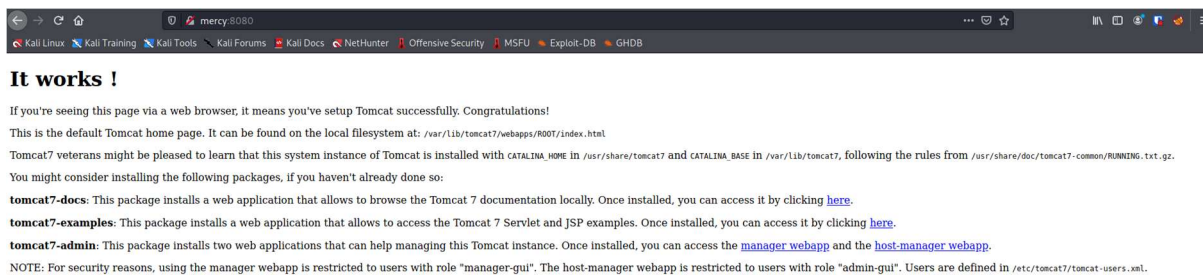 mercy:8080
Kali Linux Kali Training Kali Tools Kali Forums Kali Docs NetHunter Offensive Security MSFU Exploit-DB GHDB
It works !
If you're seeing this page via a web browser, it means you've setup Tomcat successfully. Congratulations!
This is the default Tomcat home page. It can be found on the local filesystem at: /var/lib/tomcat7/webapps/ROOT/index.html
Tomcat7 veterans might be pleased to learn that this system instance of Tomcat is installed with CATALINA_HOME in /usr/share/tomcat7 and CATALINA_BASE in /var/lib/tomcat7, following the rules from /usr/share/doc/tomcat7-common/RUNNING.txt.gz.
You might consider installing the following packages, if you haven't already done so:
tomcat7-docs: This package installs a web application that allows to browse the Tomcat 7 documentation locally. Once installed, you can access it by clicking here.
tomcat7-examples: This package installs a web application that allows to access the Tomcat 7 Servlet and JSP examples. Once installed, you can access it by clicking here.
tomcat7-admin: This package installs two web applications that can help managing this Tomcat instance. Once installed, you can access the manager webapp and the host-manager webapp.
NOTE: For security reasons, using the manager webapp is restricted to users with role "manager-gui". The host-manager webapp is restricted to users with role "admin-gui". Users are defined in /etc/tomcat7/tomcat-users.xml.